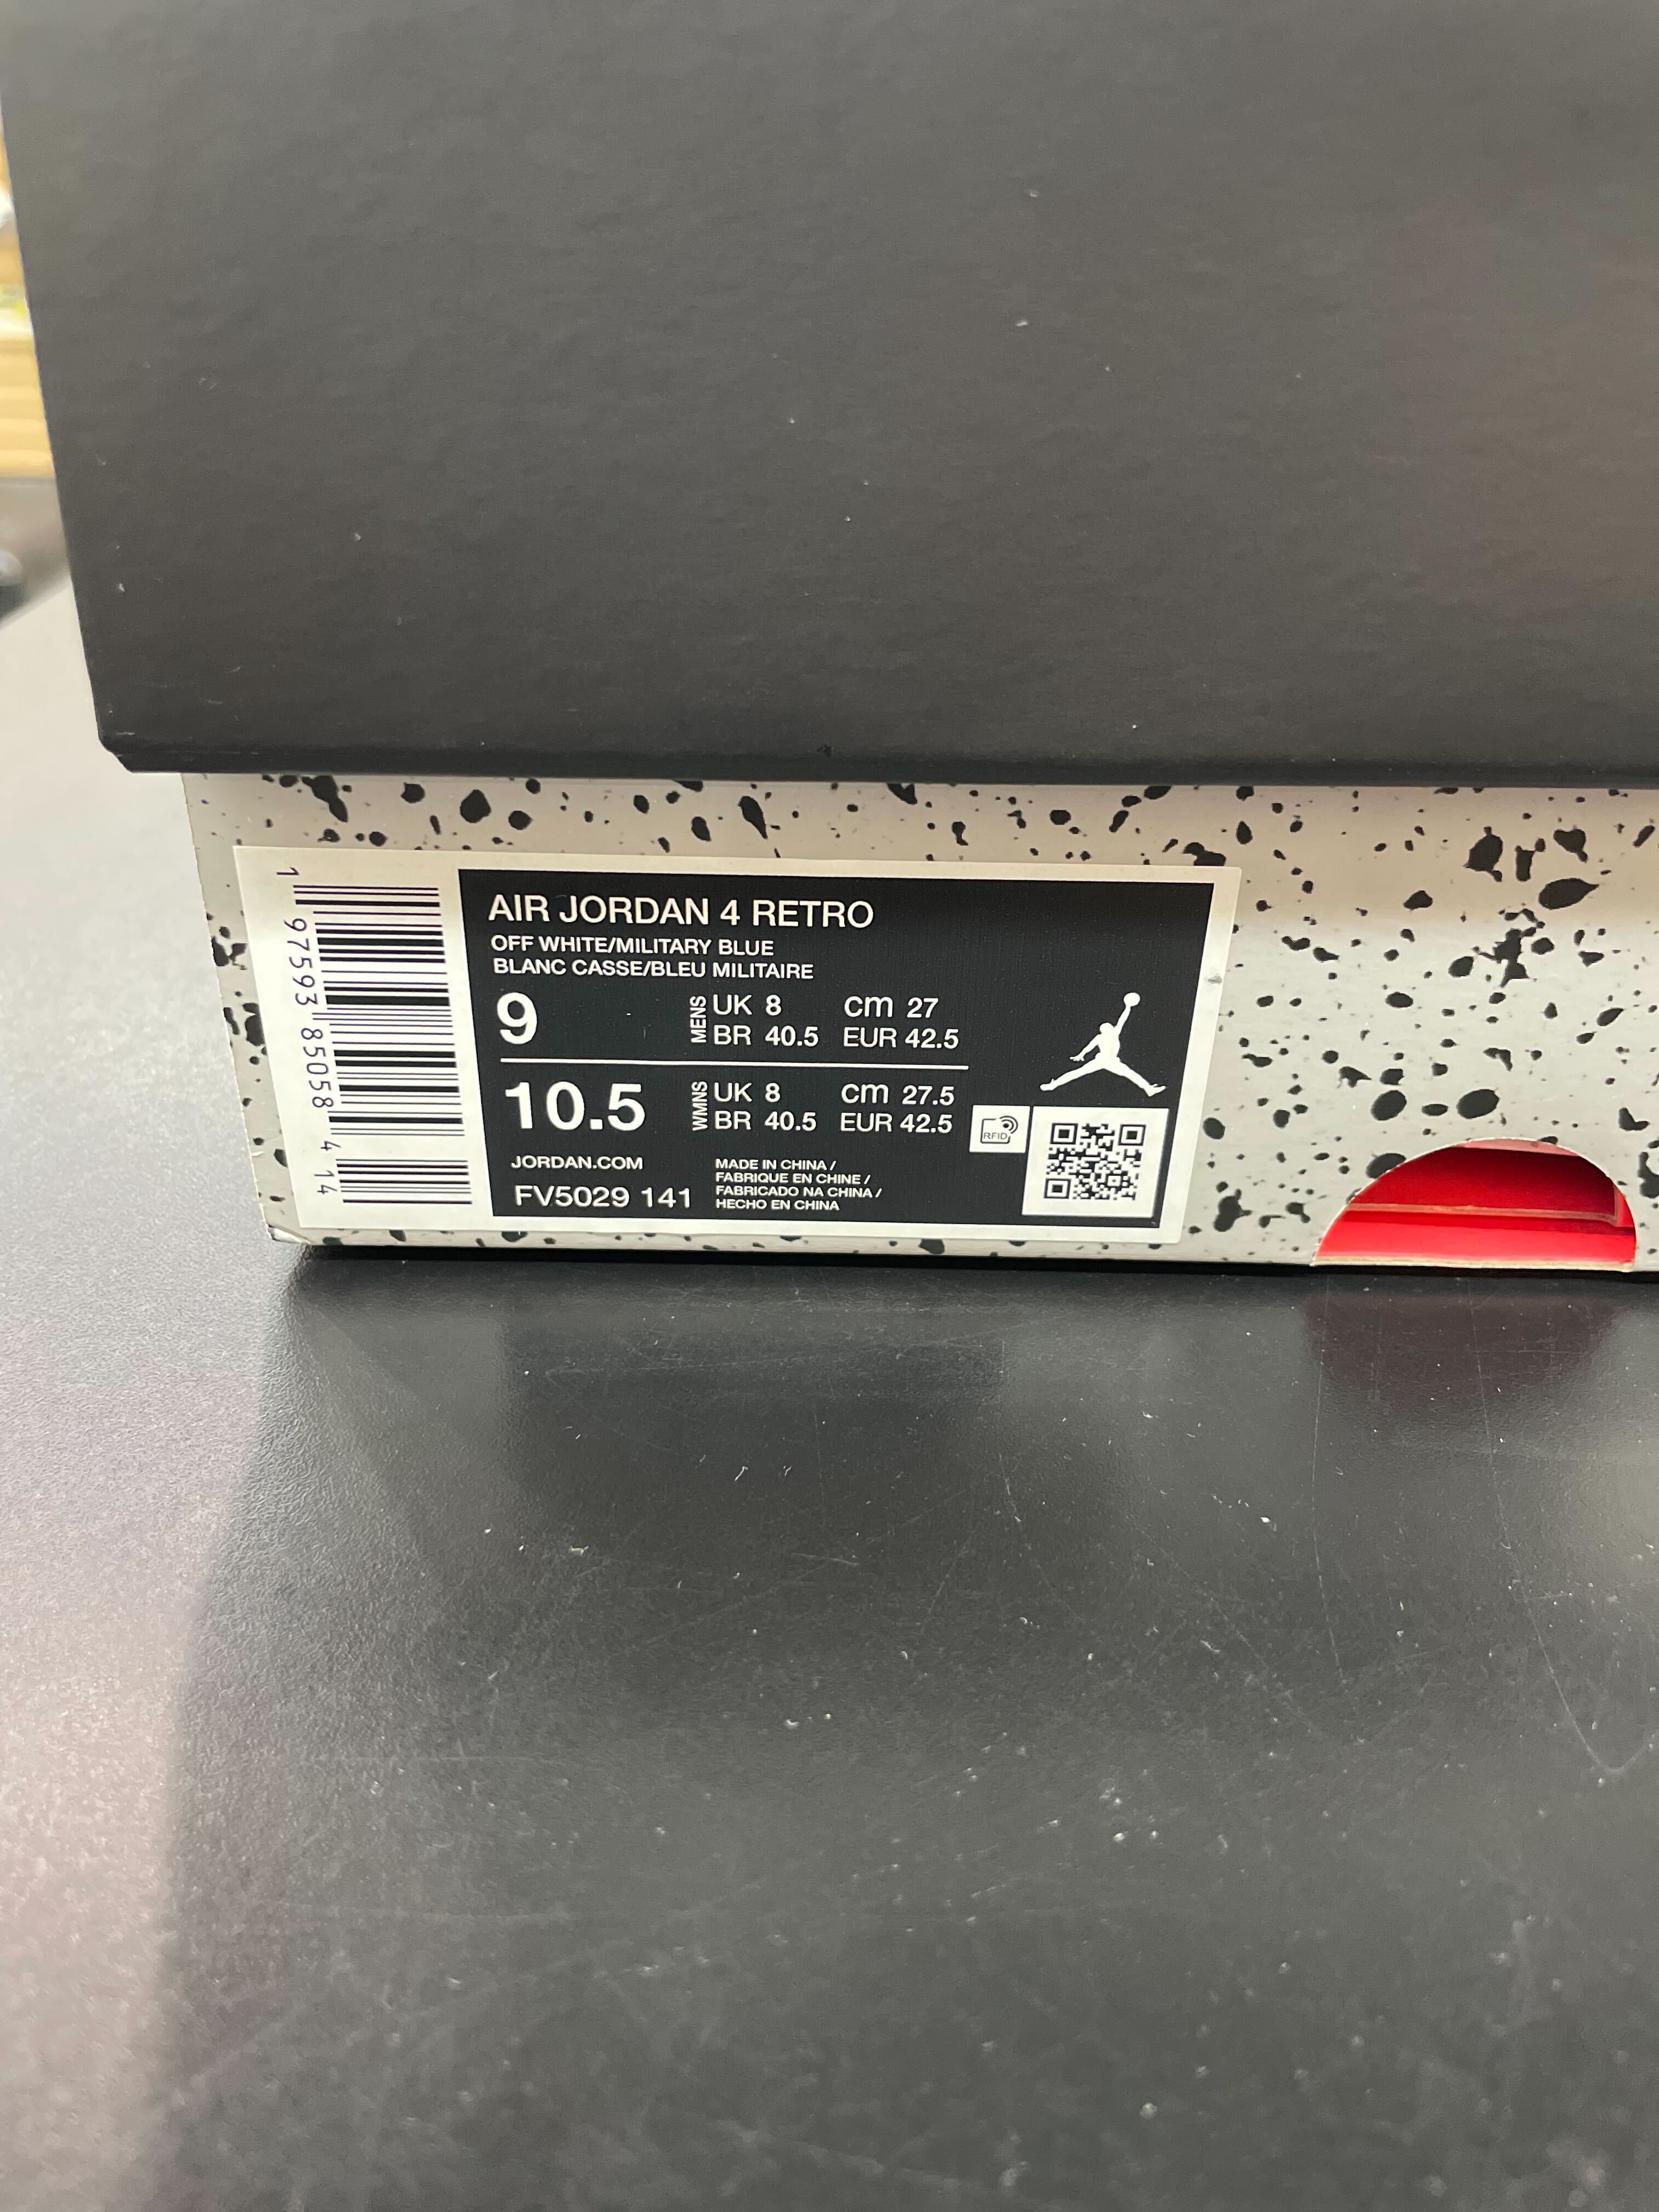 AIR JORDAN 4 RETRO
OFF WHITE/MILITARY BLUE
BLANC CASSE/BLEU MILITAIRE
9 MENS UK 8 cm 27
BR 40.5 EUR 42.5
10.5 WMNS UK 8 cm 27.5
BR 40.5 EUR 42.5
RFID
JORDAN.COM
FV5029 141
MADE IN CHINA /
FABRIQUE EN CHINE /
FABRICADO NA CHINA /
HECHO EN CHINA
1 97593 85058 4 14